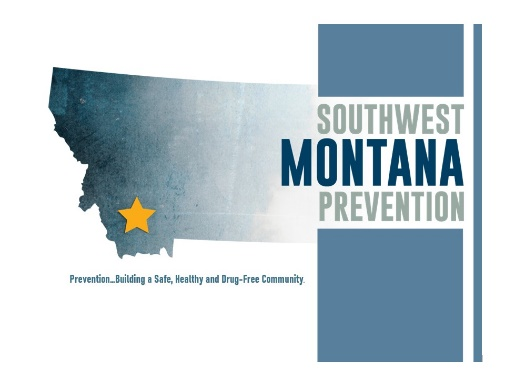 SOUTHWEST
MONTANA
PREVENTION
Prevention...Building a Safe, Healthy and Drug-Free Community.